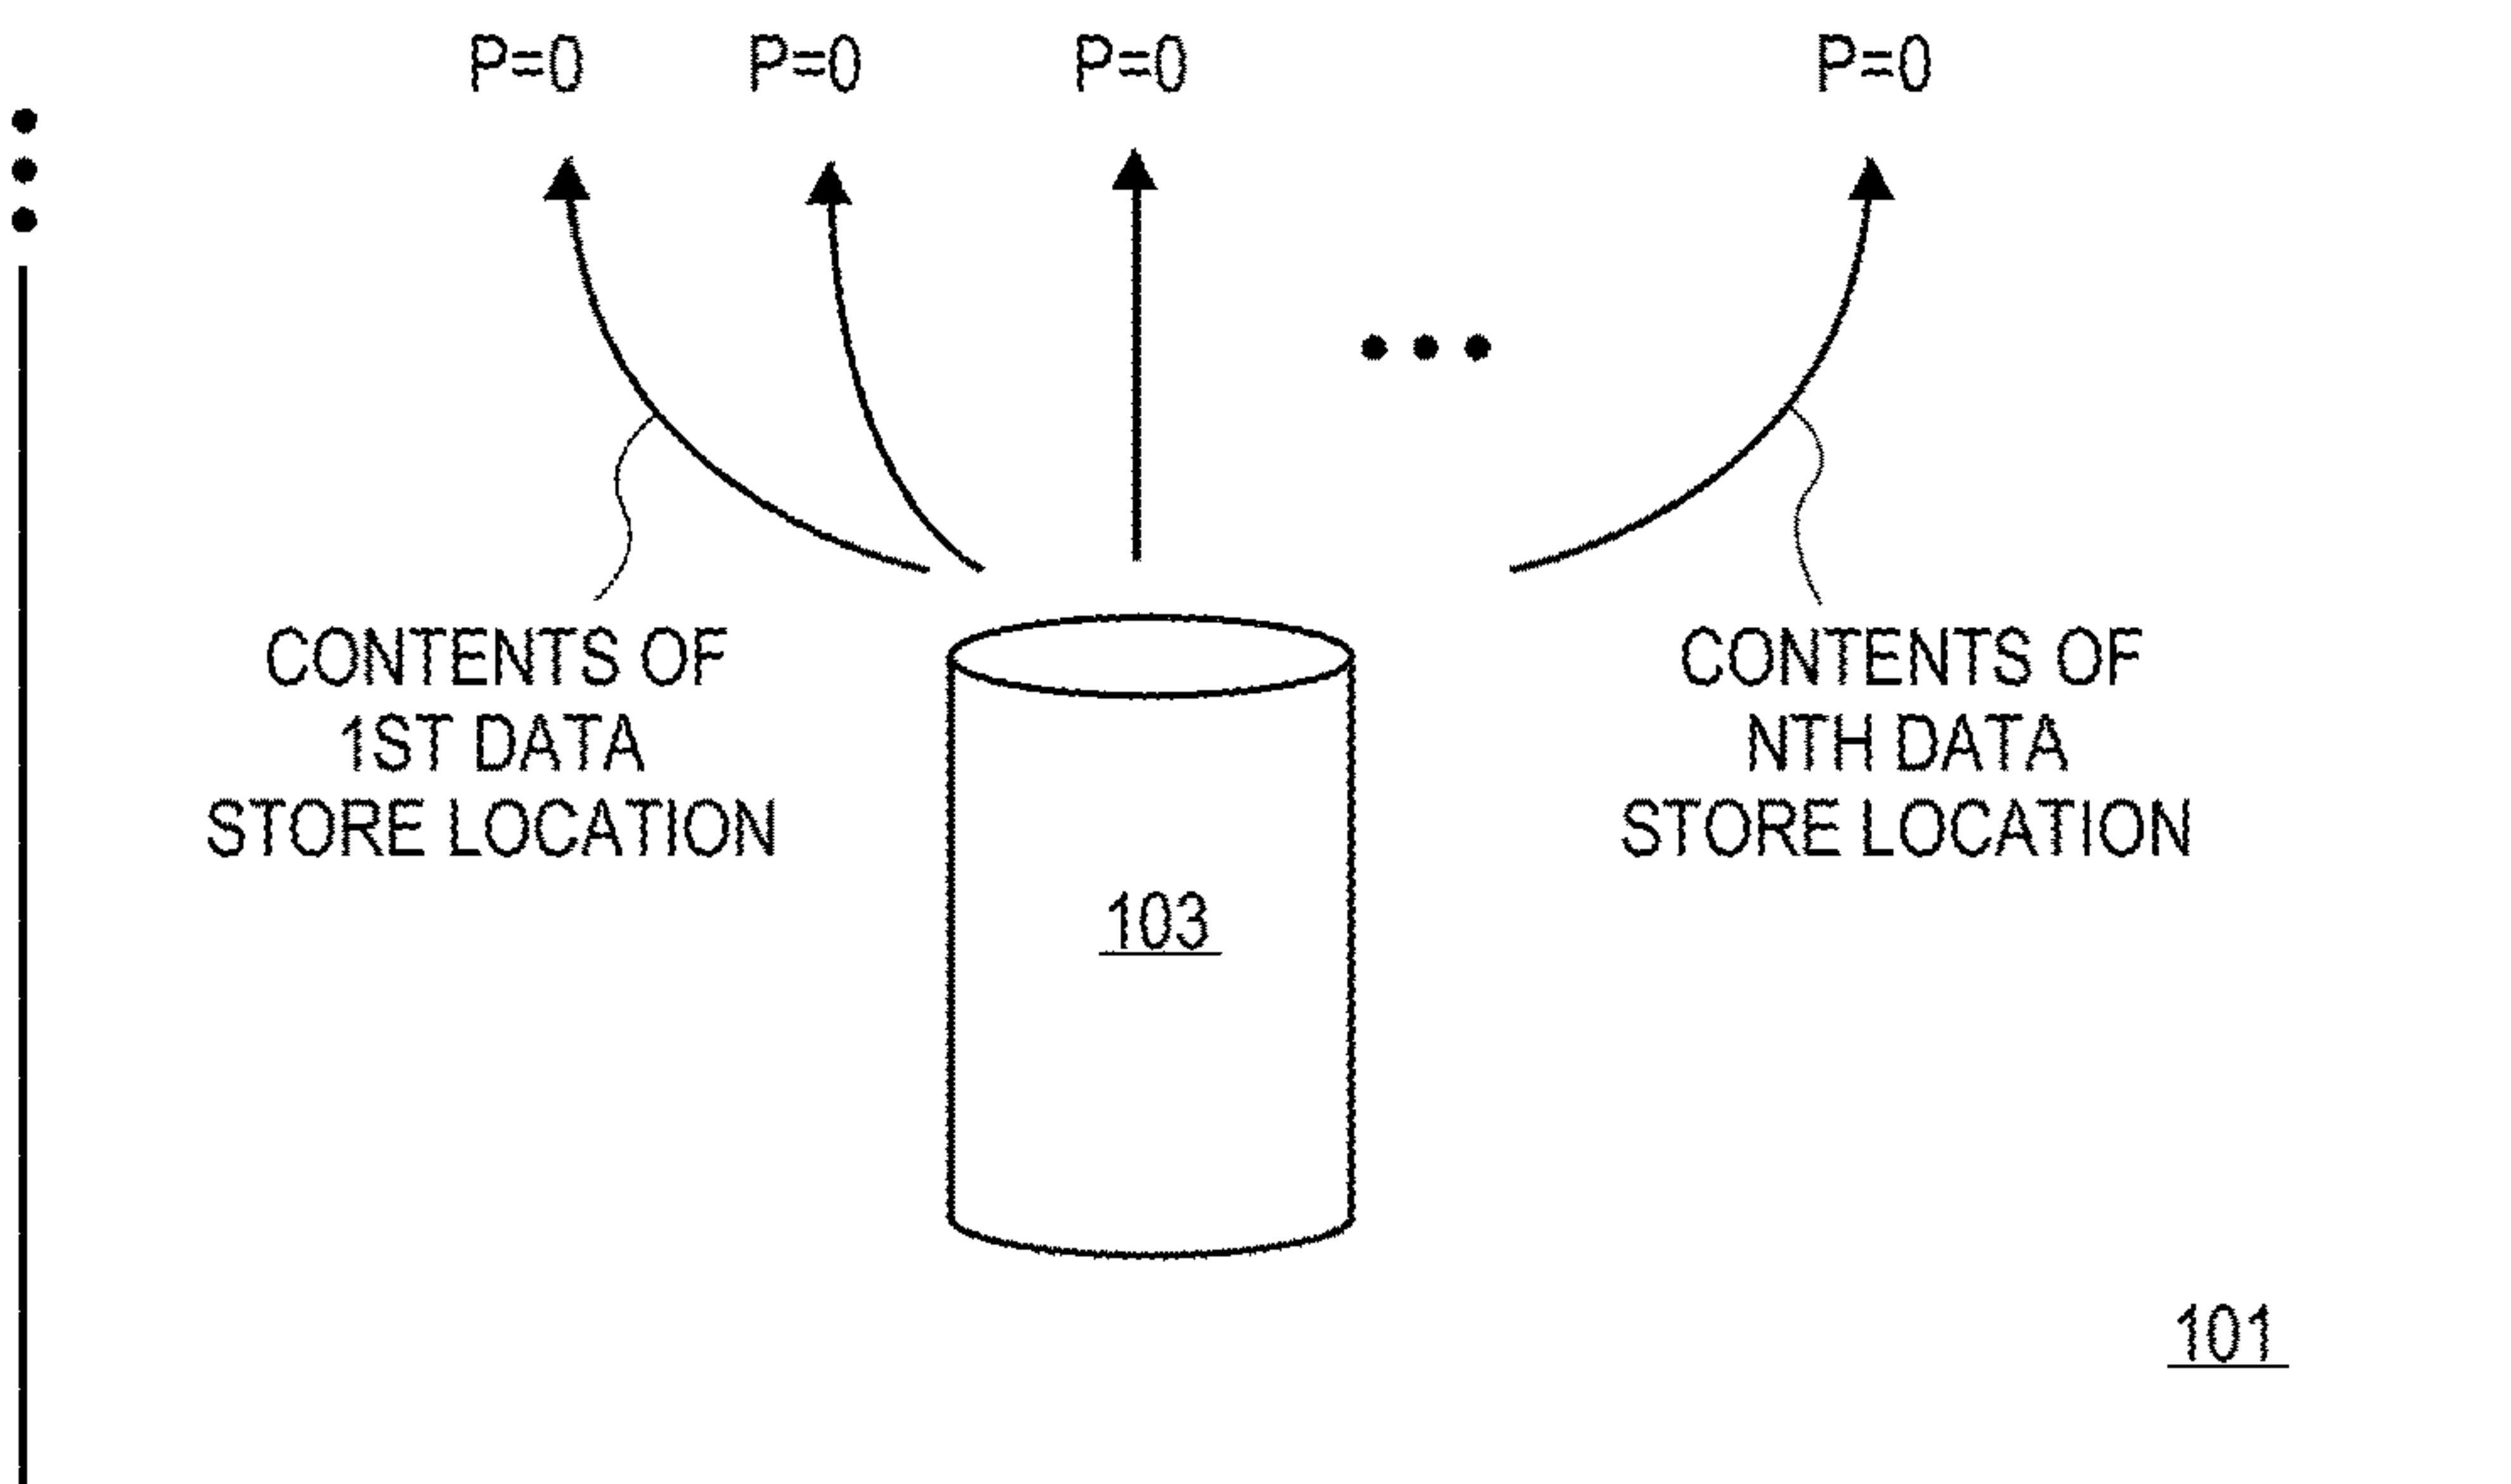 P=0 P=0 P=0 P=0
CONTENTS OF
1ST DATA
STORE LOCATION
CONTENTS OF
NTH DATA
STORE LOCATION
103
101